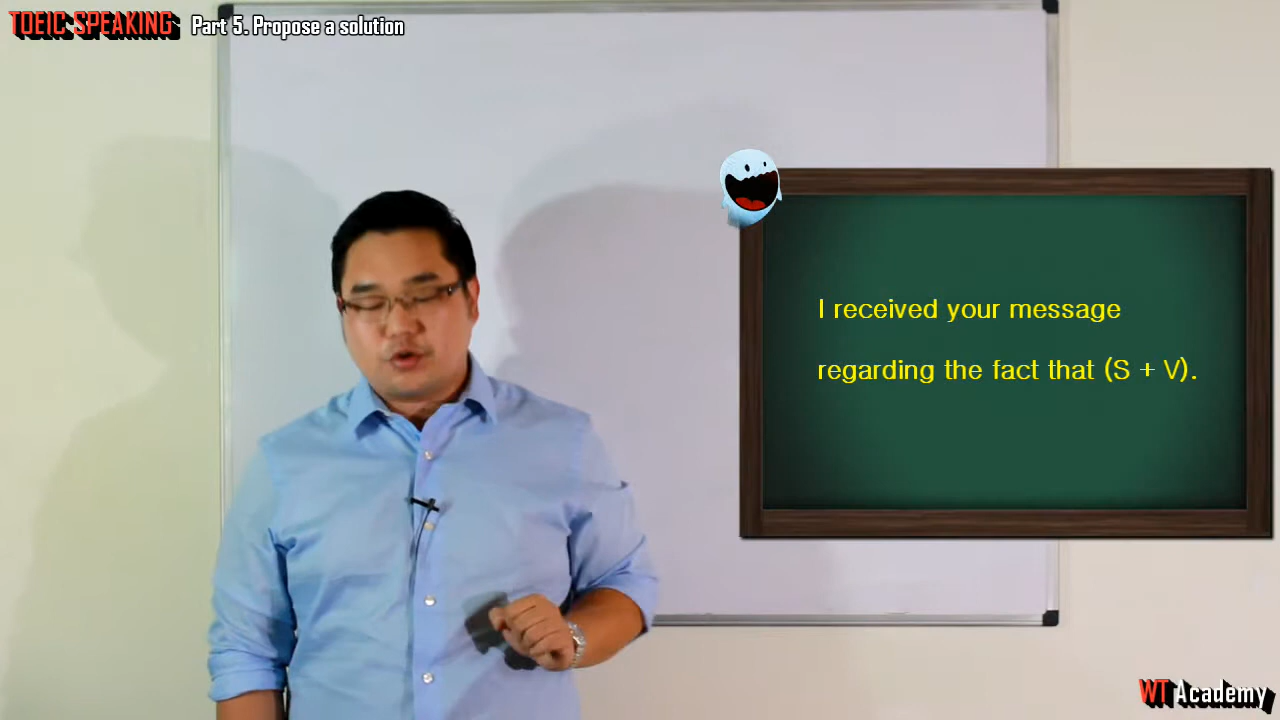 TOEIC SPEAKING Part 5. Propose a solution
I received your message
regarding the fact that (S + V).
WT Academy